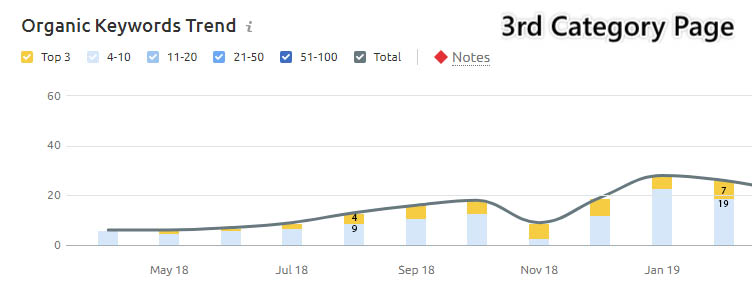 Organic Keywords Trend i
3rd Category Page
Top 3 4-10 11-20 21-50 51-100 Total Notes
60
40
20
0
4
9
7
19
May 18 Jul 18 Sep 18 Nov 18 Jan 19